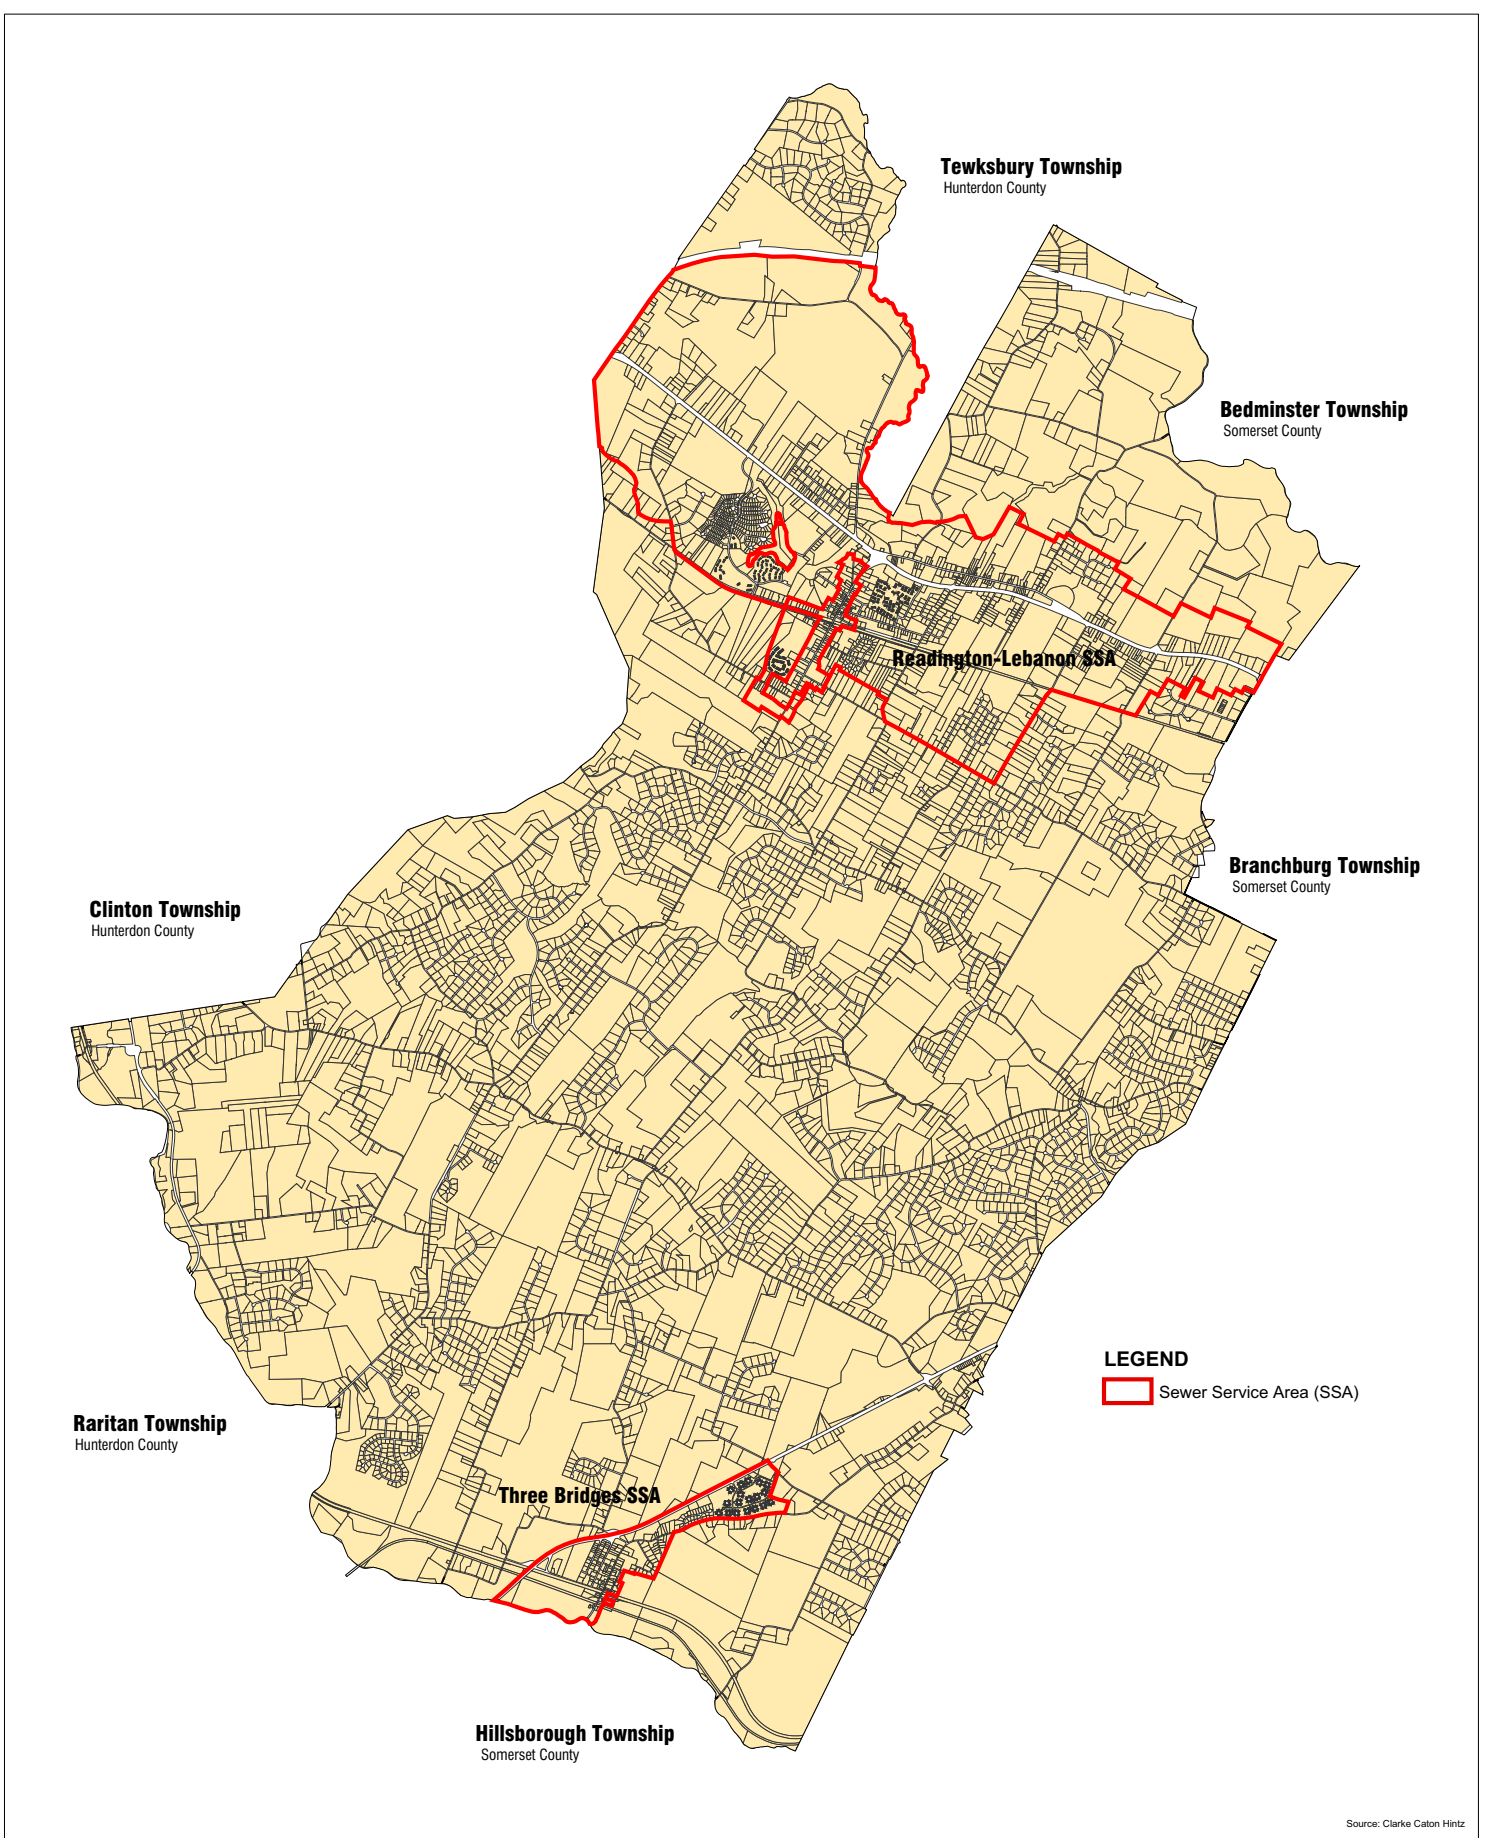 Tewksbury Township
Hunterdon County
Bedminster Township
Somerset County
Readington-Lebanon SSA
Branchburg Township
Somerset County
Clinton Township
Hunterdon County
LEGEND
Sewer Service Area (SSA)
Raritan Township
Hunterdon County
Three Bridges SSA
Hillsborough Township
Somerset County
Source: Clarke Caton Hintz